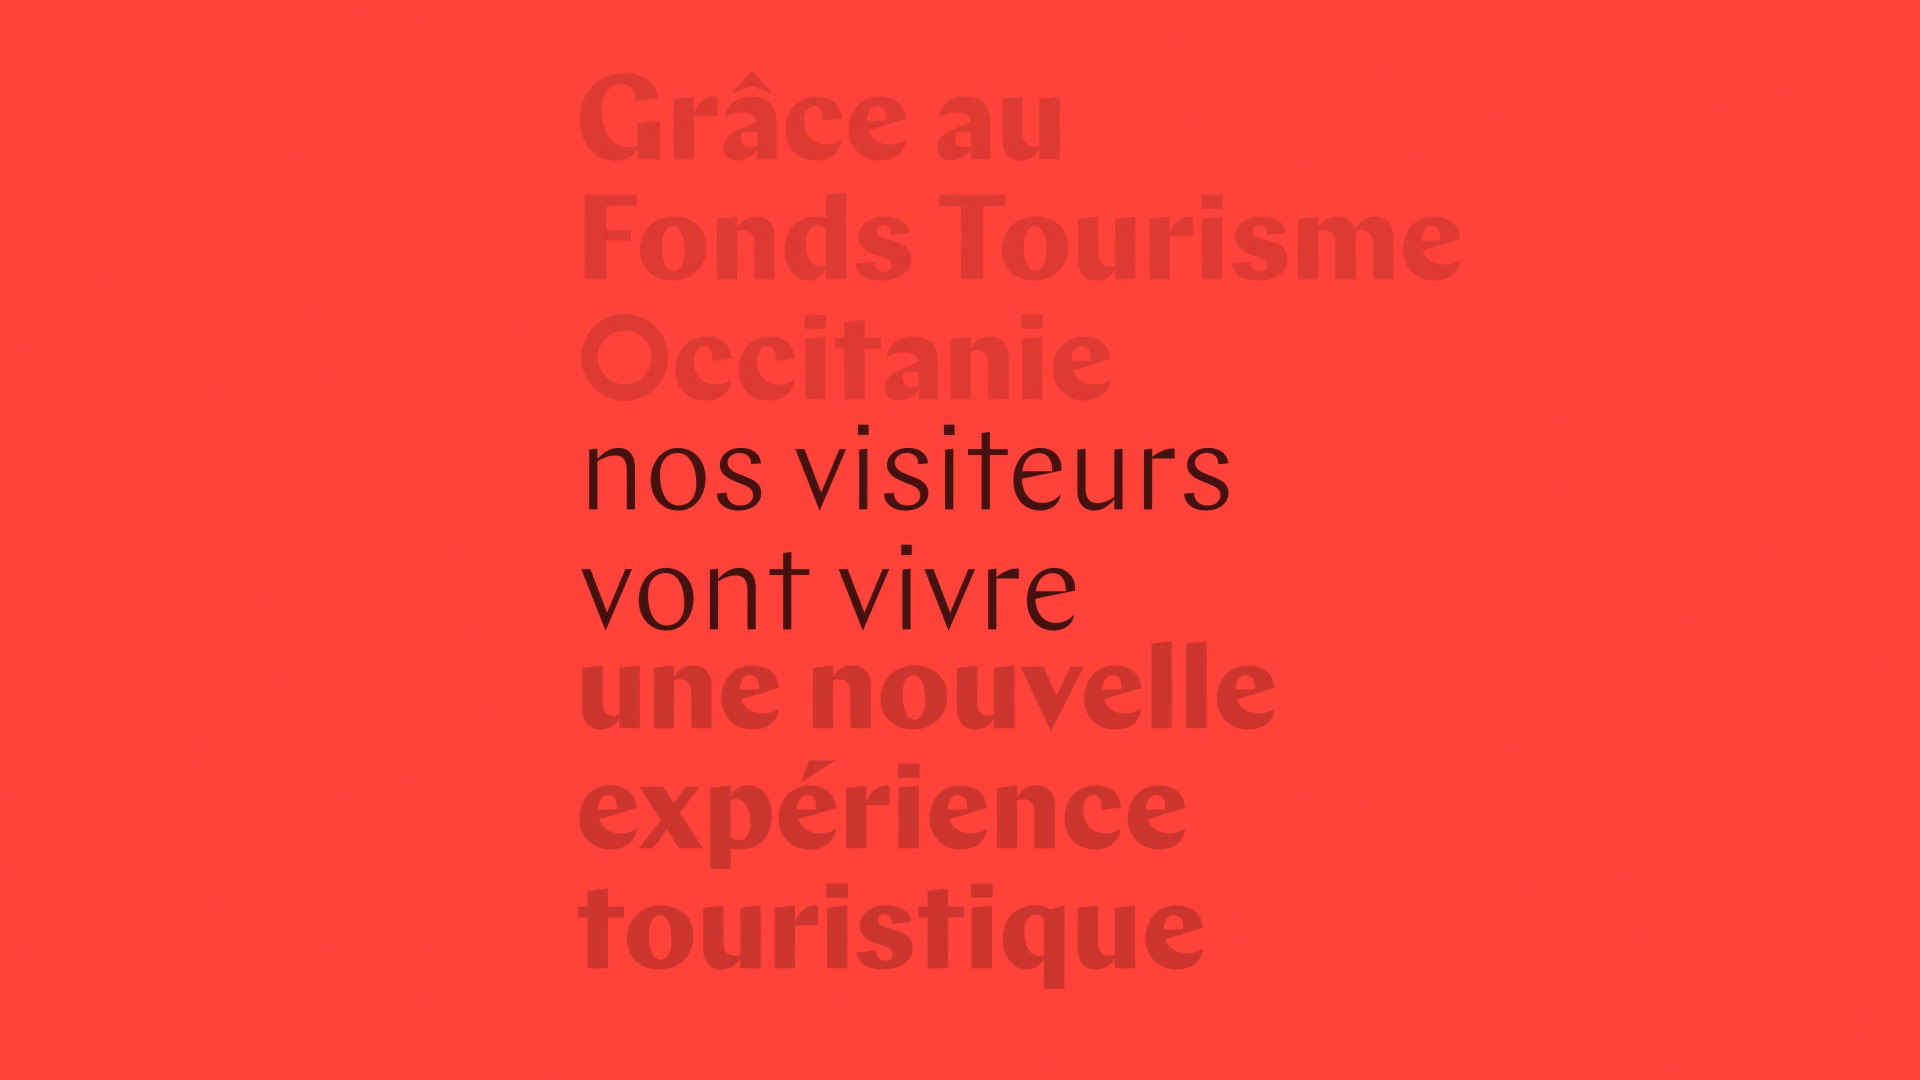 Grâce au
Fonds Tourisme
Occitanie
nos visiteurs
vont vivre
une nouvelle
expérience
touristique